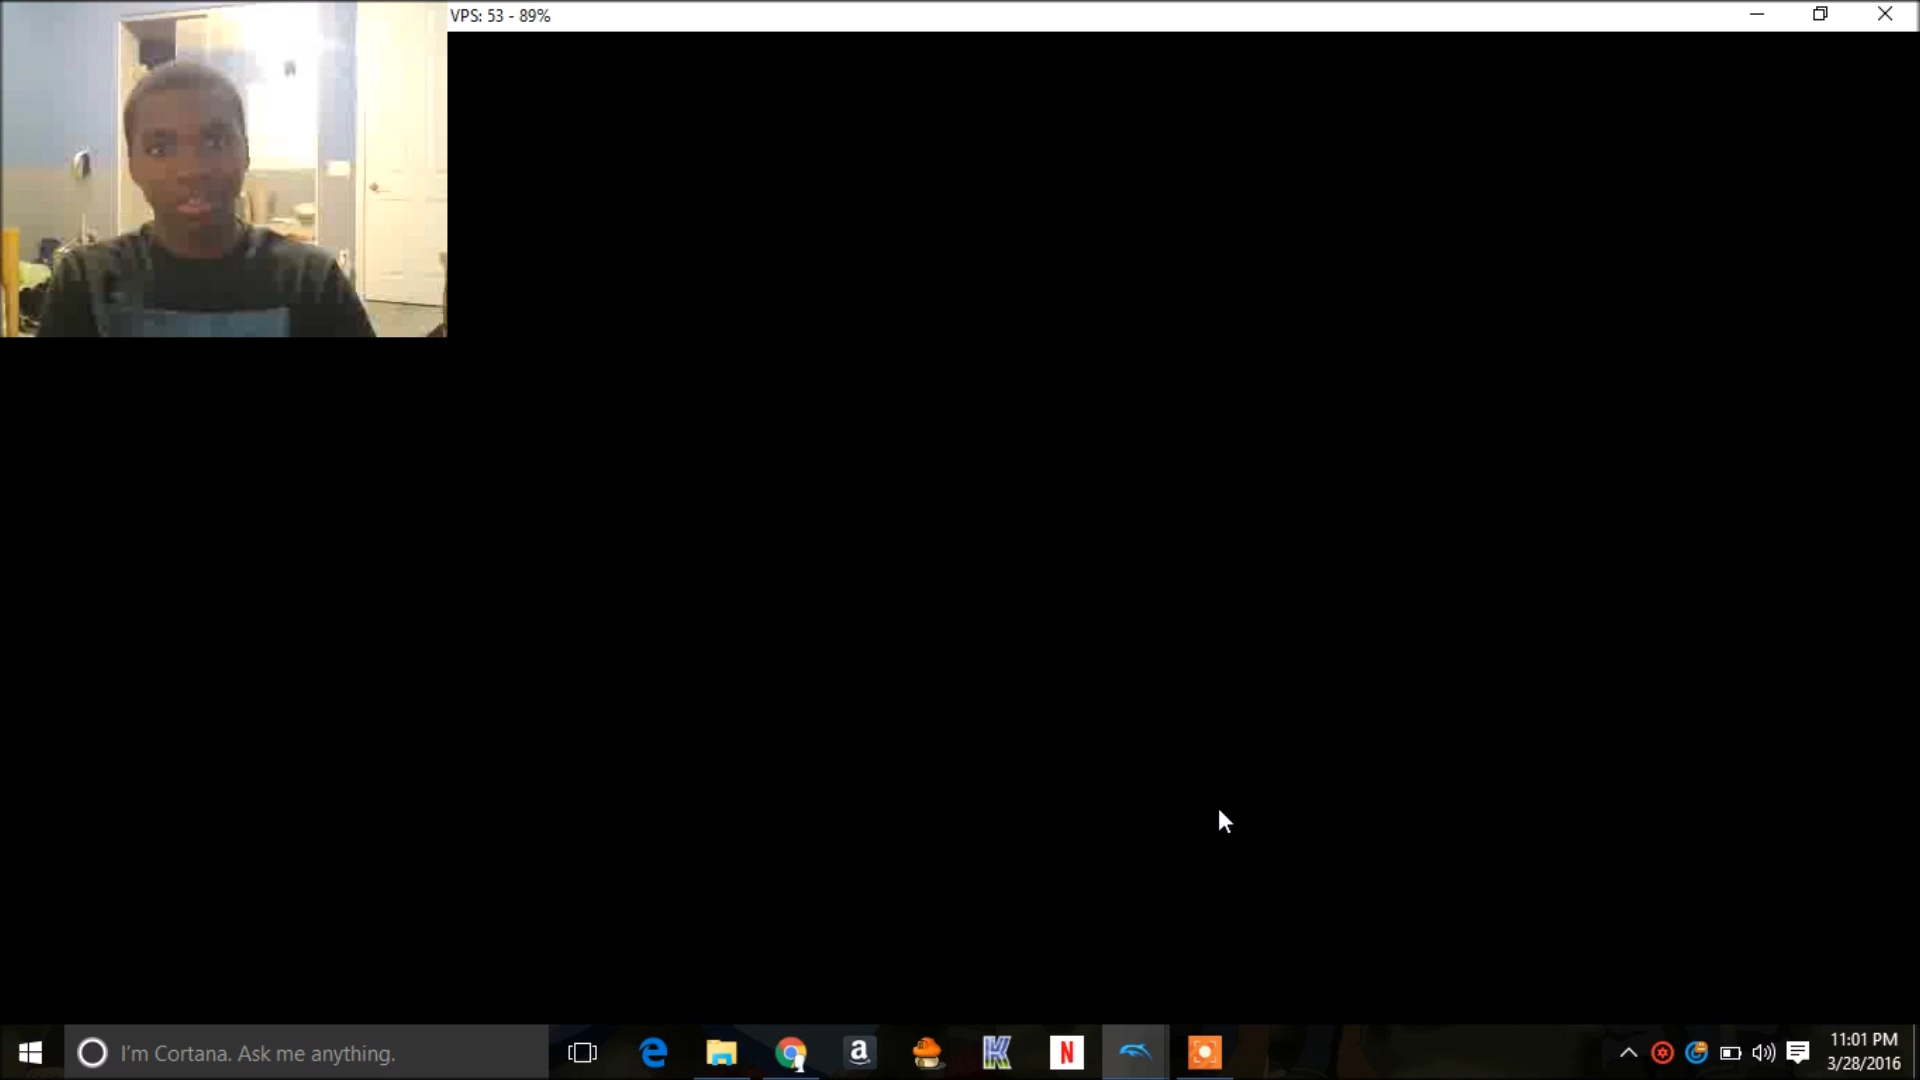 VPS: 53 - 89%
I'm Cortana. Ask me anything.
a
K
N
11:01 PM
3/28/2016